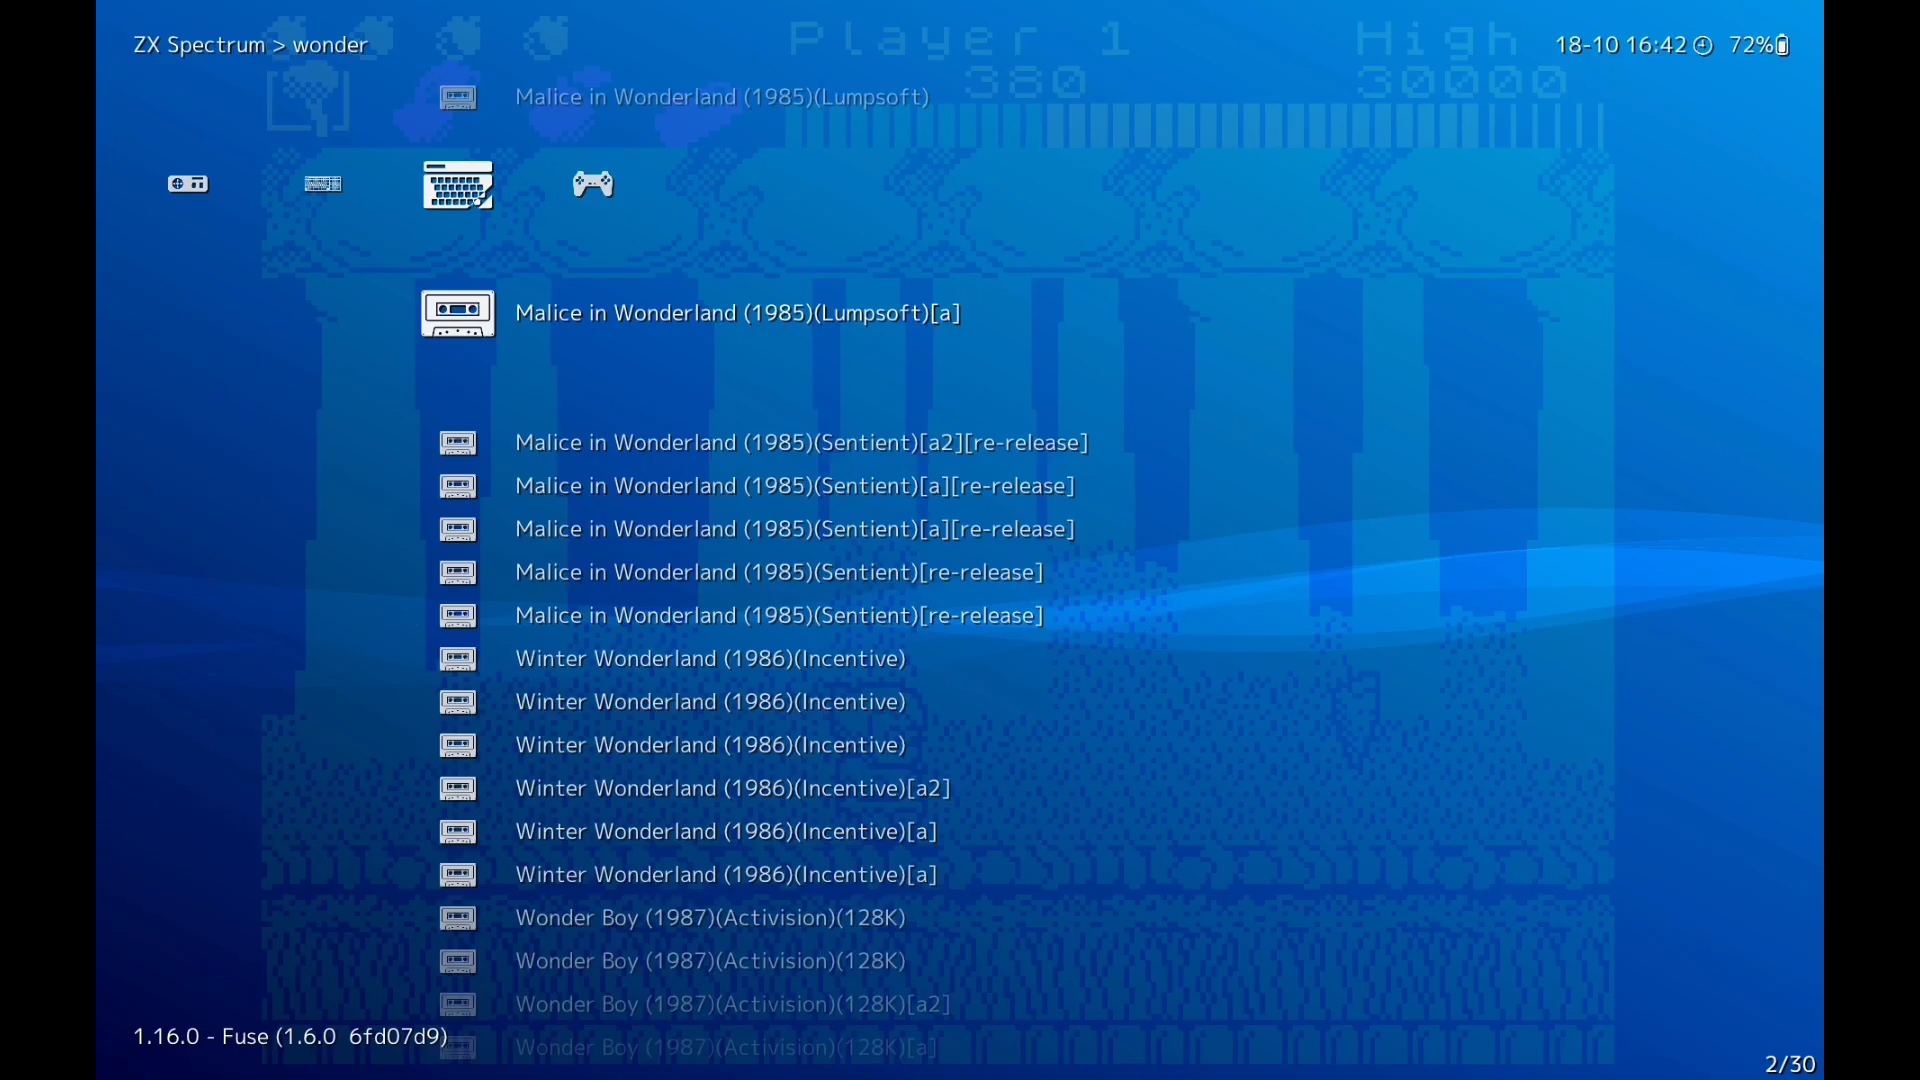 ZX Spectrum > wonder
Player 1
High
18-10 16:42
72%
380
30000
Malice in Wonderland (1985)(Lumpsoft)
Malice in Wonderland (1985)(Lumpsoft)[a]
Malice in Wonderland (1985)(Sentient)[a2][re-release]
Malice in Wonderland (1985)(Sentient)[a][re-release]
Malice in Wonderland (1985)(Sentient)[a][re-release]
Malice in Wonderland (1985)(Sentient)[re-release]
Malice in Wonderland (1985)(Sentient)[re-release]
Winter Wonderland (1986)(Incentive)
Winter Wonderland (1986)(Incentive)
Winter Wonderland (1986)(Incentive)
Winter Wonderland (1986)(Incentive)[a2]
Winter Wonderland (1986)(Incentive)[a]
Winter Wonderland (1986)(Incentive)[a]
Wonder Boy (1987)(Activision)(128K)
Wonder Boy (1987)(Activision)(128K)
Wonder Boy (1987)(Activision)(128K)[a2]
Wonder Boy (1987)(Activision)(128K)[a]
1.16.0 - Fuse (1.6.0 6fd07d9)
2/30